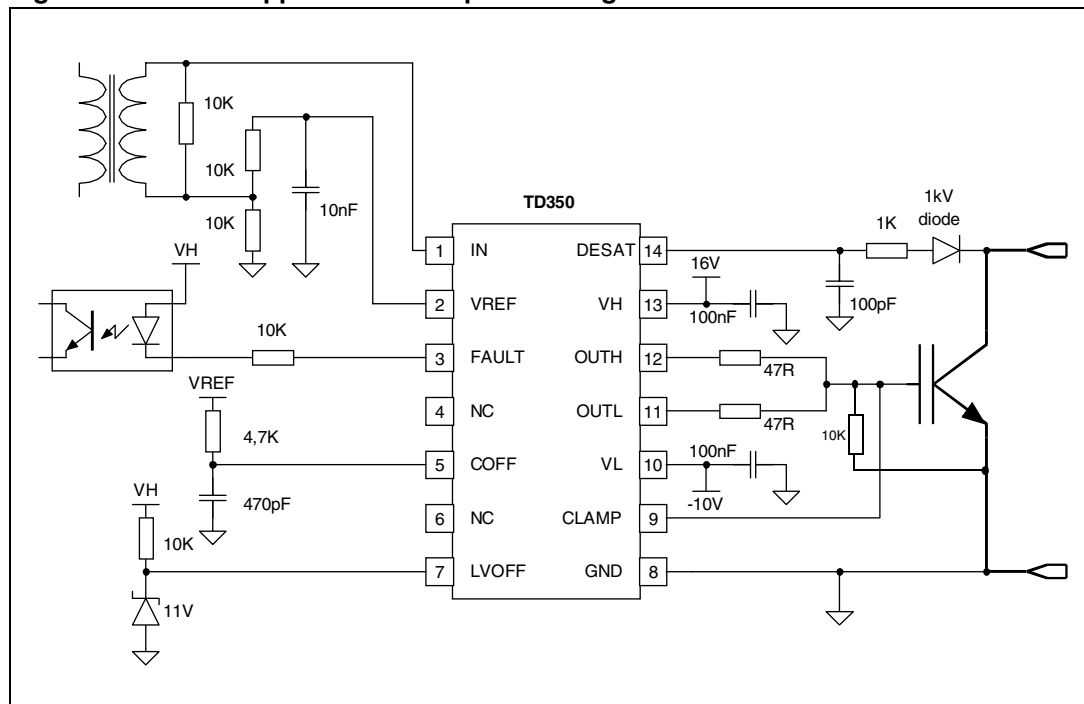 10K
10K
10K
10nF
VH
10K
VREF
4,7K
470pF
VH
10K
11V
TD350
1 IN
2 VREF
3 FAULT
4 NC
5 COFF
6 NC
7 LVOFF
DESAT 14
VH 13
OUTH 12
OUTL 11
VL 10
CLAMP 9
GND 8
1K
1kV
diode
100pF
16V
100nF
47R
47R
10K
100nF
-10V